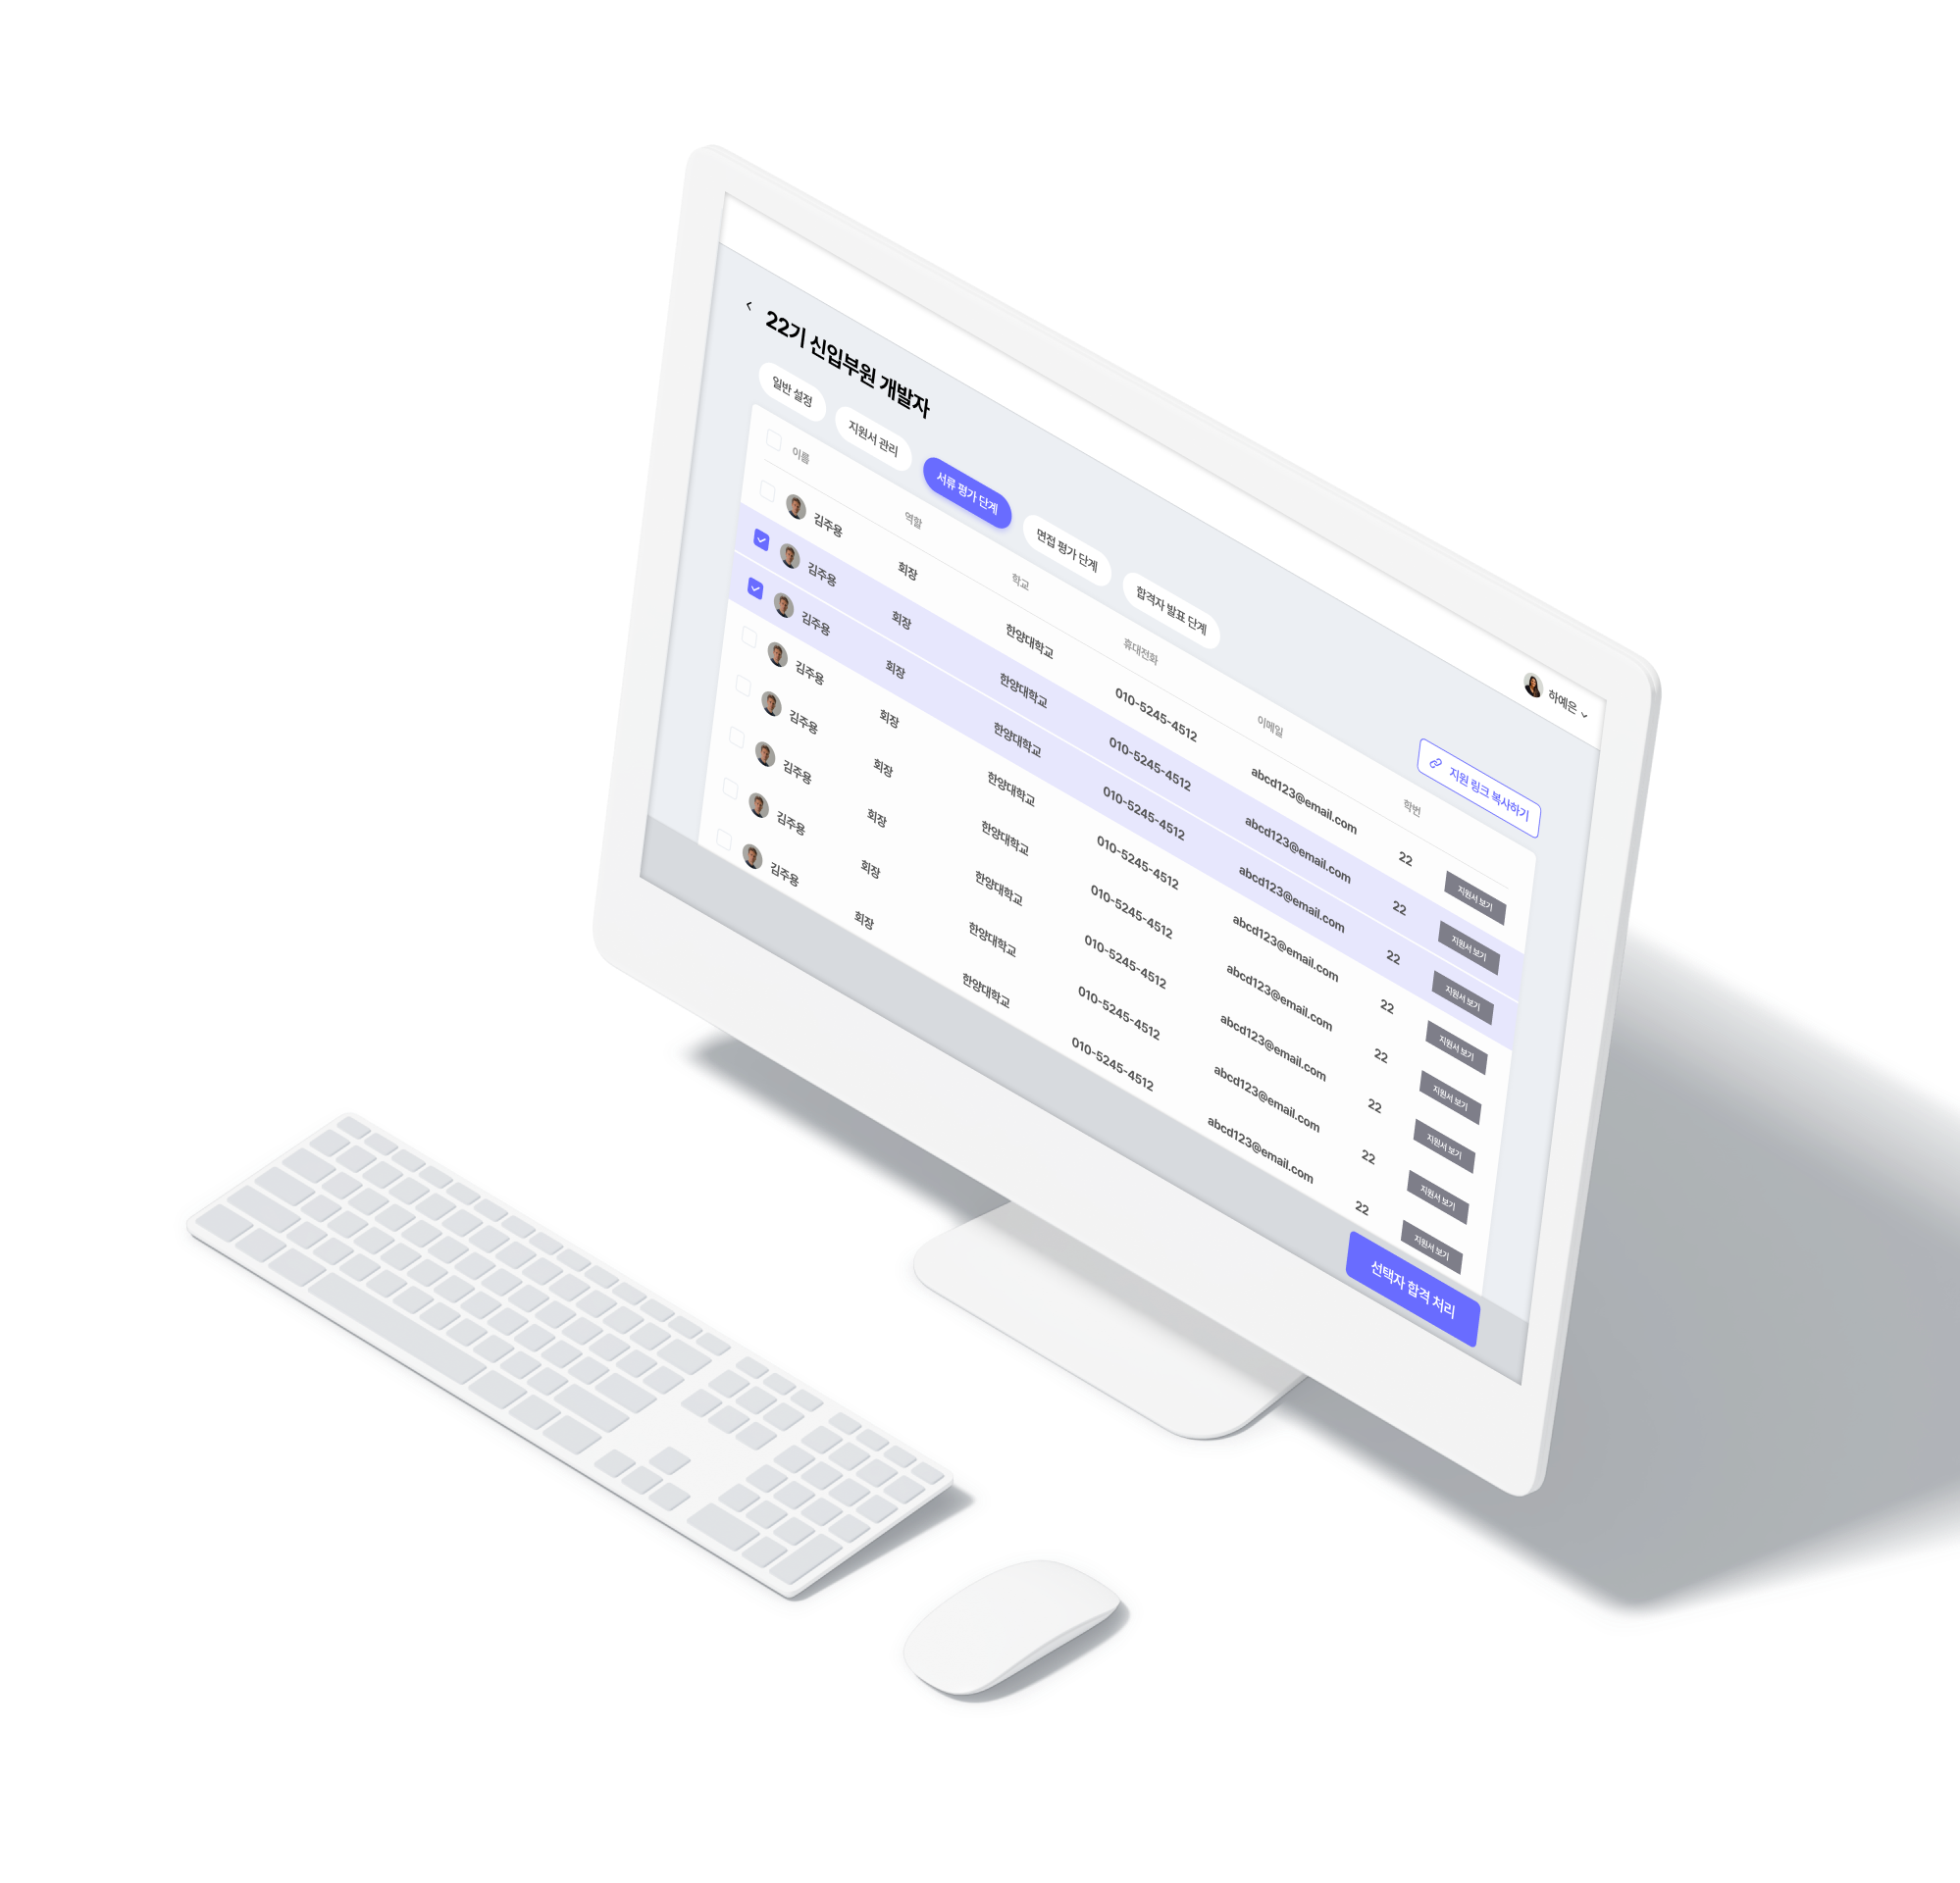 하예은
22기 신입부원 개발자
일반 설정
지원서 관리
서류 평가 단계
면접 평가 단계
합격자 발표 단계
지원 링크 복사하기
이름 역할 학교 휴대전화 이메일 학번
김주용 회장 한양대학교 010-5245-4512 abcd123@email.com 22 지원서 보기
김주용 회장 한양대학교 010-5245-4512 abcd123@email.com 22 지원서 보기
김주용 회장 한양대학교 010-5245-4512 abcd123@email.com 22 지원서 보기
김주용 회장 한양대학교 010-5245-4512 abcd123@email.com 22 지원서 보기
김주용 회장 한양대학교 010-5245-4512 abcd123@email.com 22 지원서 보기
김주용 회장 한양대학교 010-5245-4512 abcd123@email.com 22 지원서 보기
김주용 회장 한양대학교 010-5245-4512 abcd123@email.com 22 지원서 보기
김주용 회장 한양대학교 010-5245-4512 abcd123@email.com 22 지원서 보기
선택자 합격 처리